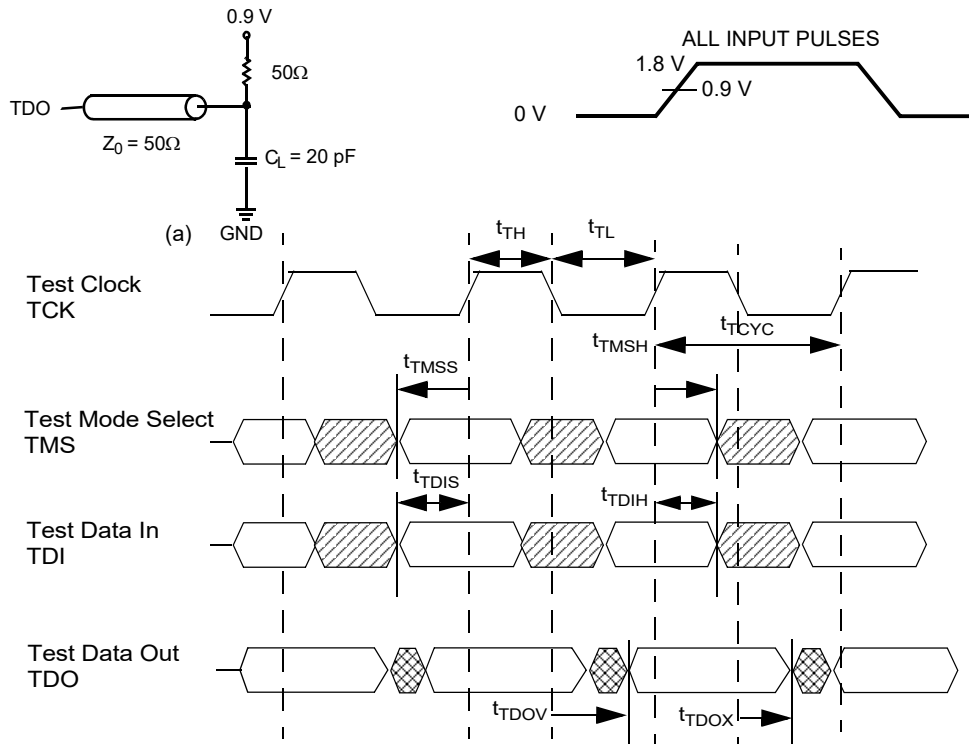 0.9 V
50Ω
TDO
Z0 = 50Ω
CL = 20 pF
(a)
GND
ALL INPUT PULSES
1.8 V
0.9 V
0 V
tTH
tTL
Test Clock
TCK
tTMSH
tTCYC
tTMSS
Test Mode Select
TMS
tTDIS
tTDIH
Test Data In
TDI
Test Data Out
TDO
tTDOV
tTDOX